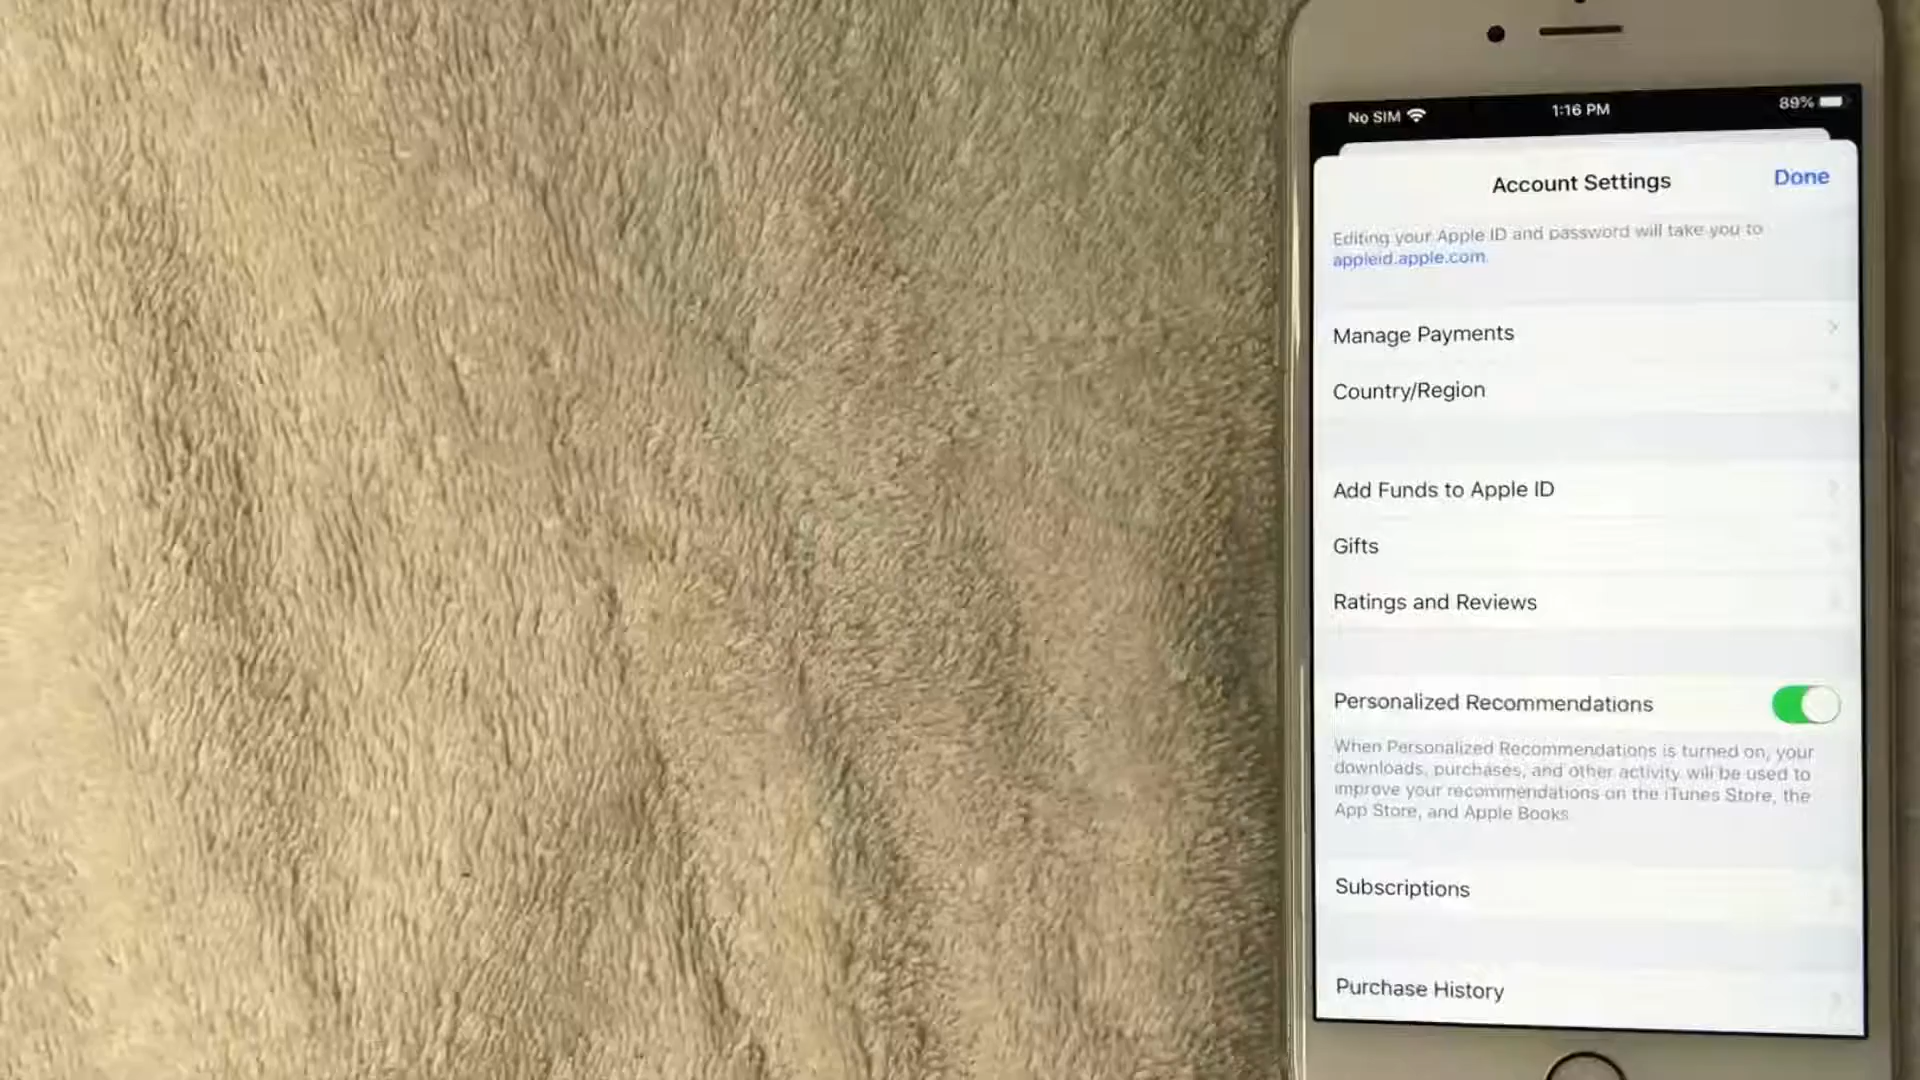 No SIM 1:16 PM 89%
Account Settings Done
Editing your Apple ID and password will take you to
appleid.apple.com.
Manage Payments
Country/Region
Add Funds to Apple ID
Gifts
Ratings and Reviews
Personalized Recommendations
When Personalized Recommendations is turned on, your
downloads, purchases, and other activity will be used to
improve your recommendations on the iTunes Store, the
App Store, and Apple Books.
Subscriptions
Purchase History